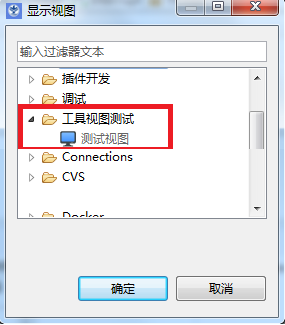 显示视图
输入过滤器文本
插件开发
调试
工具视图测试
测试视图
Connections
CVS
Docker
确定
取消